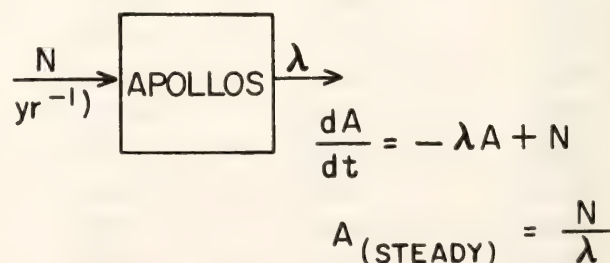 N
yr⁻¹)
APOLLOS
λ
dA/dt = − λA + N
A (STEADY) = N/λ